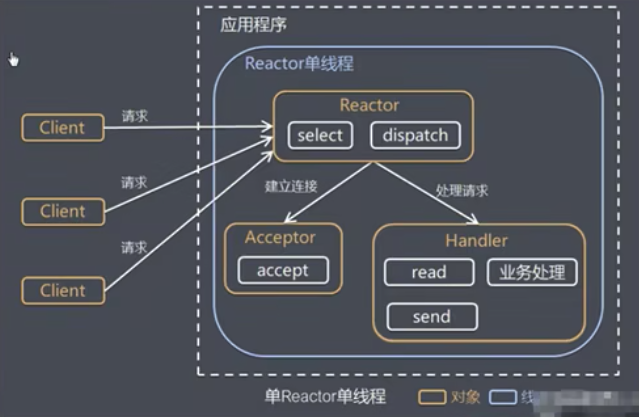 应用程序
Reactor单线程
Reactor
select
dispatch
Client
请求
Client
请求
Client
请求
建立连接
处理请求
Acceptor
accept
Handler
read
业务处理
send
单Reactor单线程
对象
线